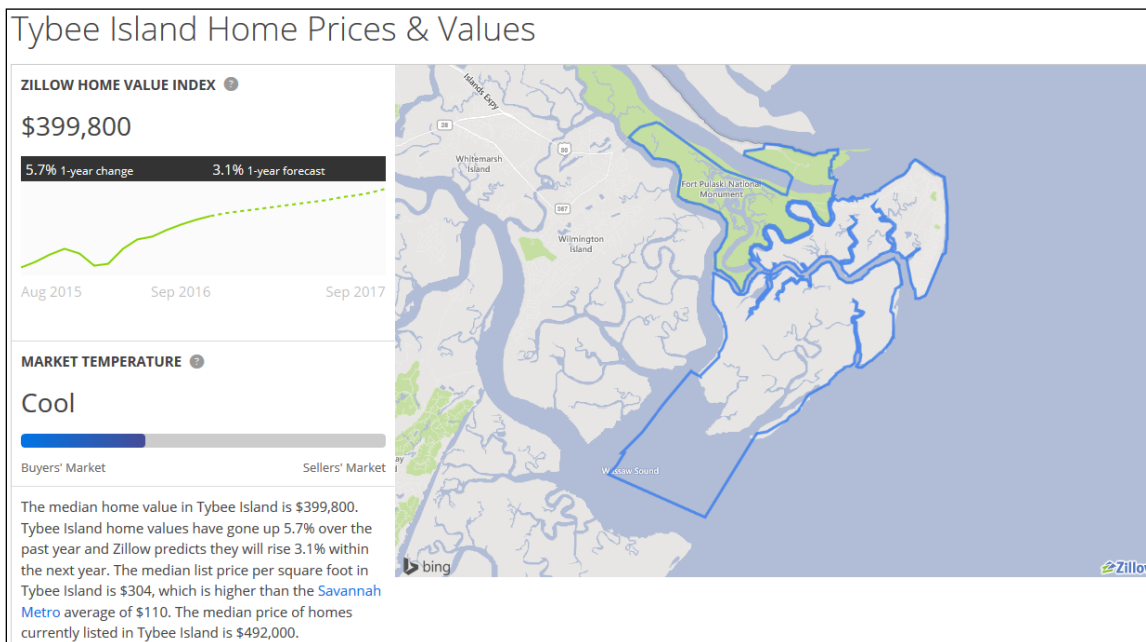 Tybee Island Home Prices & Values
ZILLOW HOME VALUE INDEX ?
$399,800
5.7% 1-year change 3.1% 1-year forecast
Aug 2015 Sep 2016 Sep 2017
MARKET TEMPERATURE ?
Cool
Buyers' Market Sellers' Market
The median home value in Tybee Island is $399,800.
Tybee Island home values have gone up 5.7% over the
past year and Zillow predicts they will rise 3.1% within
the next year. The median list price per square foot in
Tybee Island is $304, which is higher than the Savannah
Metro average of $110. The median price of homes
currently listed in Tybee Island is $492,000.
Islands Expy
26
80
Whitemarsh
Island
367
Wilmington
Island
Fort Pulaski National
Monument
Wassaw Sound
ay
bing
Zillow